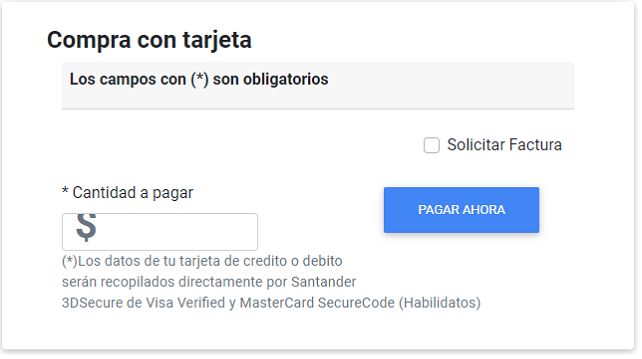 Compra con tarjeta
Los campos con (*) son obligatorios
Solicitar Factura
* Cantidad a pagar
PAGAR AHORA
$
(*)Los datos de tu tarjeta de credito o debito
serán recopilados directamente por Santander
3DSecure de Visa Verified y MasterCard SecureCode (Habilidatos)